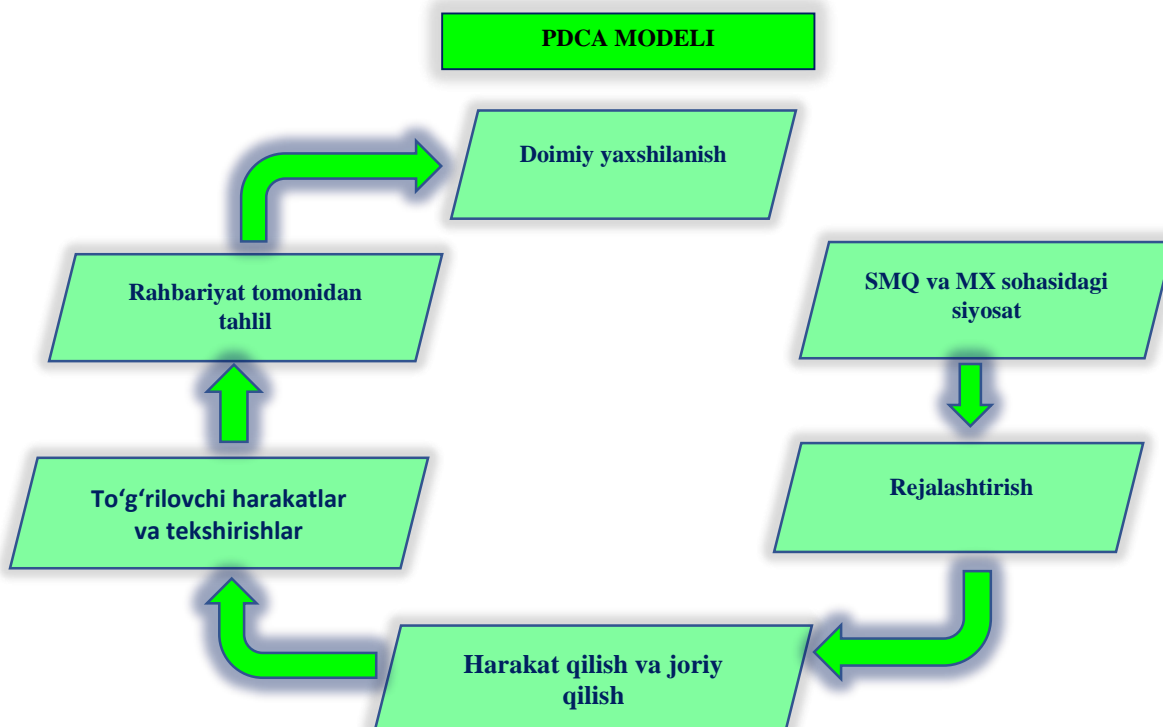 PDCA MODELI
Doimiy yaxshilanish
Rahbariyat tomonidan
tahlil
SMQ va MX sohasidagi
siyosat
To‘g‘rilovchi harakatlar
va tekshirishlar
Rejalashtirish
Harakat qilish va joriy
qilish